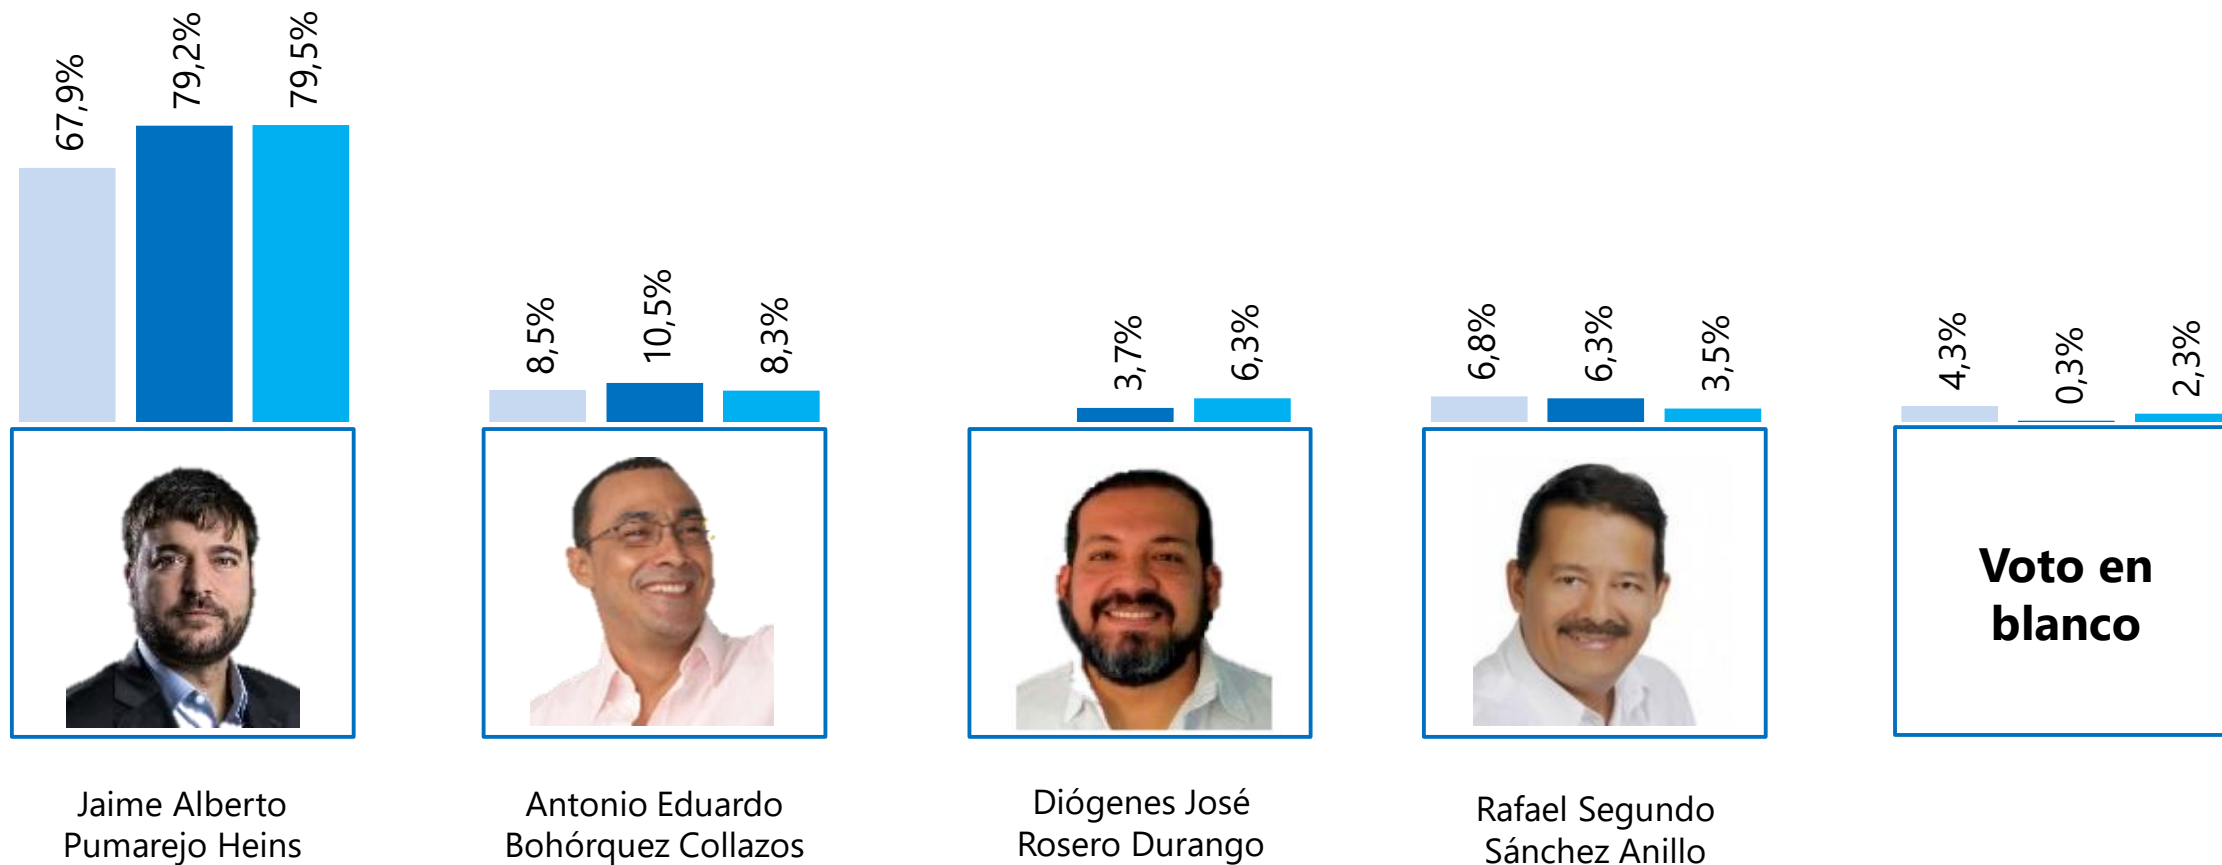 67,9%
79,2%
79,5%
8,5%
10,5%
8,3%
3,7%
6,3%
6,8%
6,3%
3,5%
4,3%
0,3%
2,3%
Voto en
blanco
Jaime Alberto
Pumarejo Heins
Antonio Eduardo
Bohórquez Collazos
Diógenes José
Rosero Durango
Rafael Segundo
Sánchez Anillo